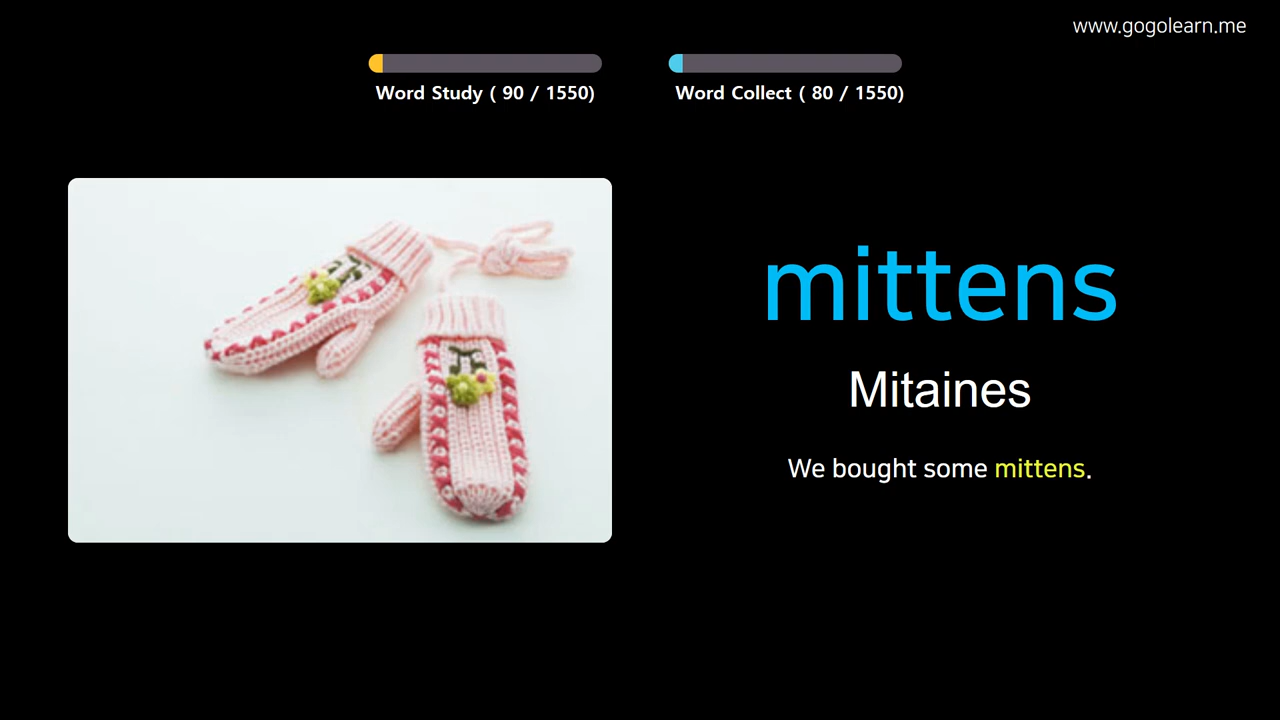 www.gogolearn.me
Word Study ( 90 / 1550)
Word Collect ( 80 / 1550)
mittens
Mitaines
We bought some mittens.